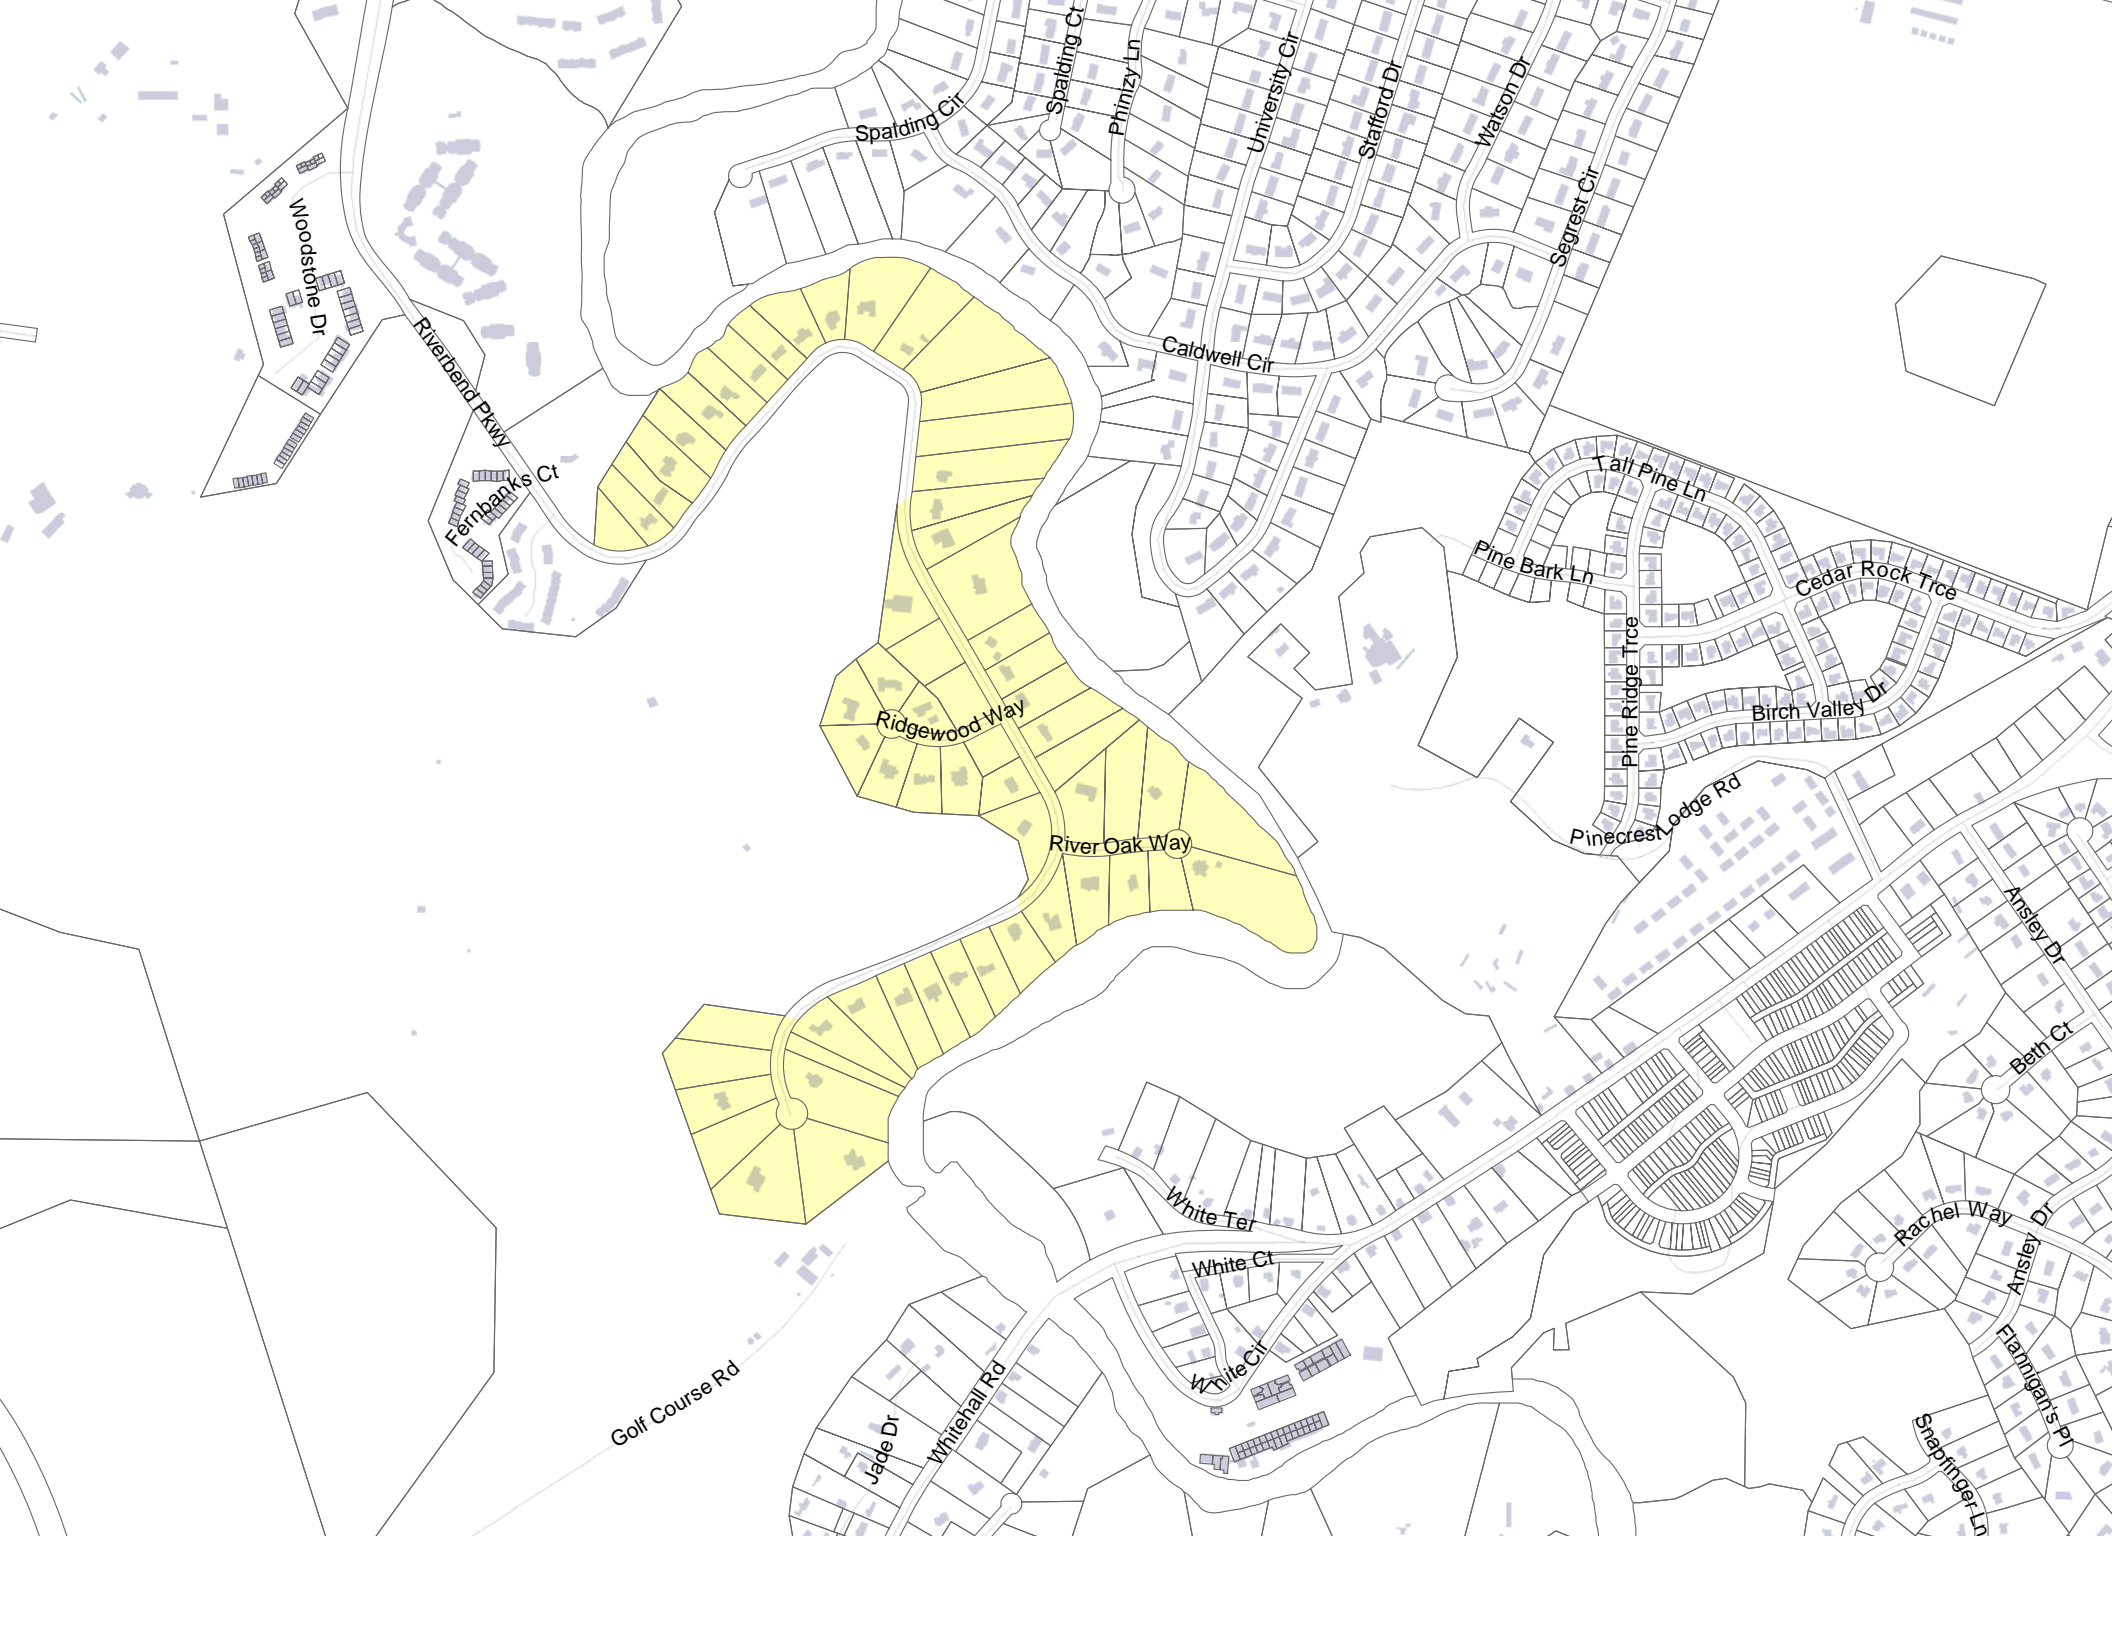 Spalding Ct
Phinizy Ln
University Cir
Stafford Dr
Watson Dr
Spalding Cir
Segrest Cir
Woodstone Dr
Riverbend Pkwy
Caldwell Cir
Fernbanks Ct
Tall Pine Ln
Pine Bark Ln
Cedar Rock Trce
Pine Ridge Trce
Birch Valley Dr
Ridgewood Way
River Oak Way
Pinecrest Lodge Rd
Ansley Dr
Beth Ct
White Ter
White Ct
Rachel Way
Ansley Dr
White Cir
Golf Course Rd
Jade Dr
Whitehall Rd
Flannigan's Pl
Snapfinger Ln